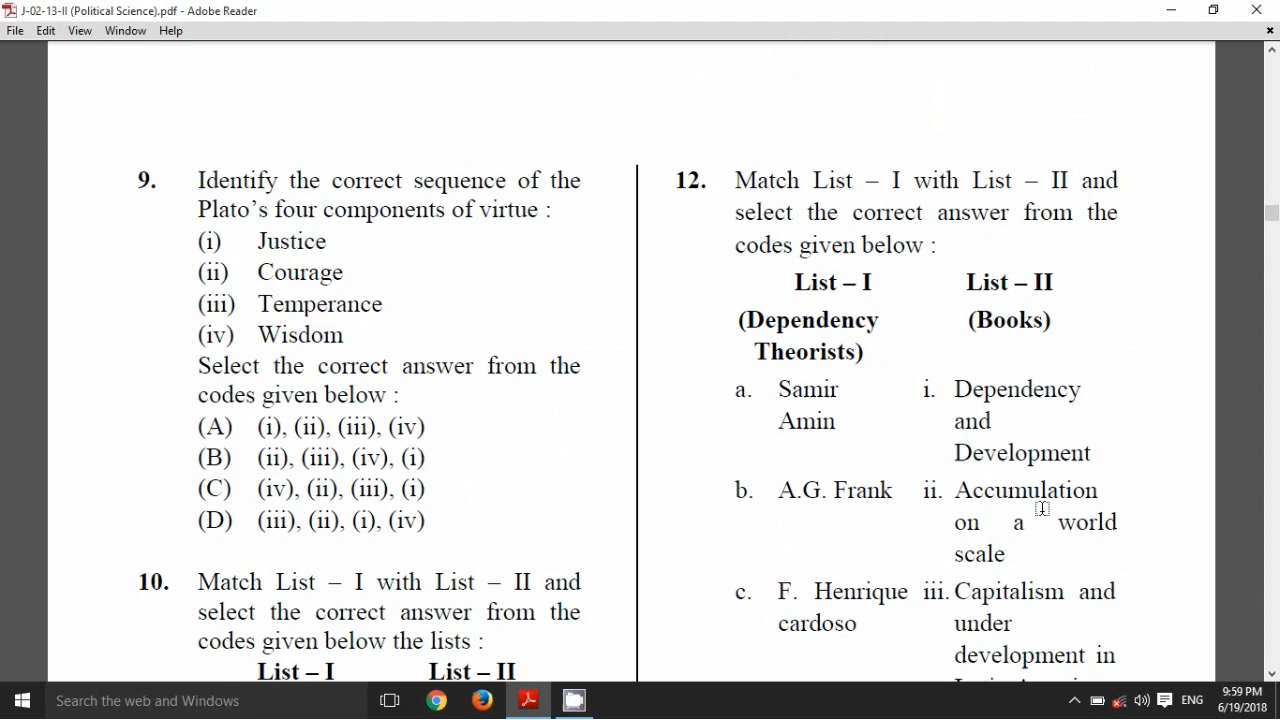 J-02-13-II (Political Science).pdf - Adobe Reader
File Edit View Window Help
9. Identify the correct sequence of the
Plato's four components of virtue :
(i) Justice
(ii) Courage
(iii) Temperance
(iv) Wisdom
Select the correct answer from the
codes given below :
(A) (i), (ii), (iii), (iv)
(B) (ii), (iii), (iv), (i)
(C) (iv), (ii), (iii), (i)
(D) (iii), (ii), (i), (iv)
10. Match List – I with List – II and
select the correct answer from the
codes given below the lists :
List – I List – II
12. Match List – I with List – II and
select the correct answer from the
codes given below :
List – I List – II
(Dependency (Books)
Theorists)
a. Samir i. Dependency
Amin and
Development
b. A.G. Frank ii. Accumulation
on a world
scale
c. F. Henrique iii. Capitalism and
cardoso under
development in
Search the web and Windows
ENG
9:59 PM
6/19/2018